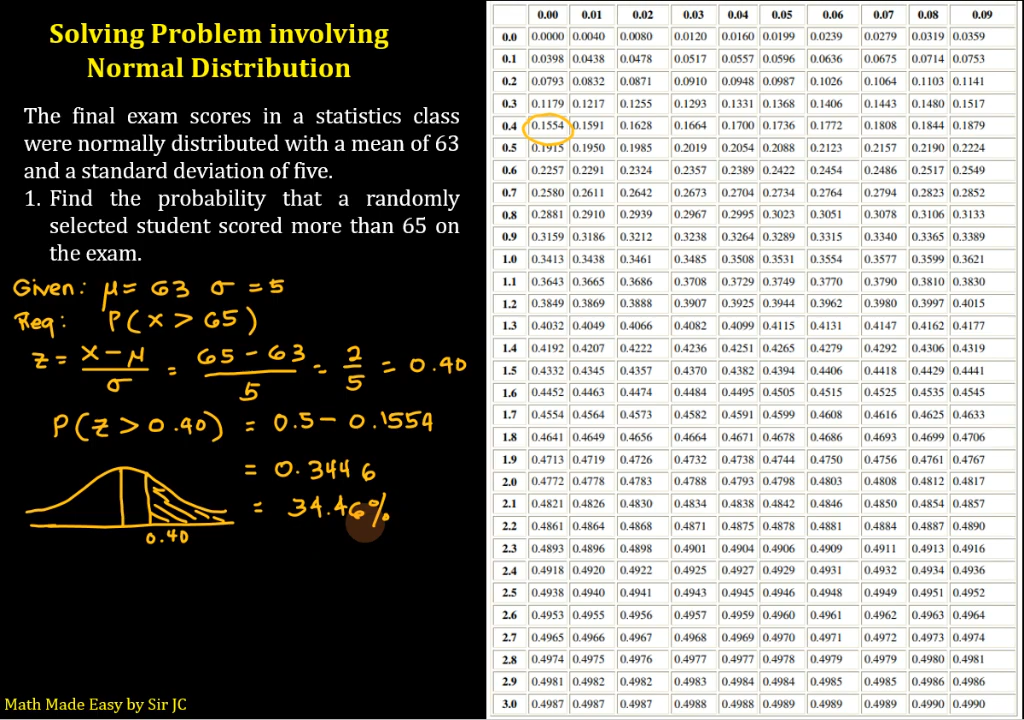 Solving Problem involving
Normal Distribution
The final exam scores in a statistics class
were normally distributed with a mean of 63
and a standard deviation of five.
1. Find the probability that a randomly
selected student scored more than 65 on
the exam.
Given: μ = 63 σ = 5
Req: P(x > 65)
z = x-μ/σ = 65-63/5 = 2/5 = 0.40
P(z > 0.40) = 0.5 - 0.1554
= 0.3446
= 34.46%
0.40
Math Made Easy by Sir JC
0.00 0.01 0.02 0.03 0.04 0.05 0.06 0.07 0.08 0.09
0.0 0.0000 0.0040 0.0080 0.0120 0.0160 0.0199 0.0239 0.0279 0.0319 0.0359
0.1 0.0398 0.0438 0.0478 0.0517 0.0557 0.0596 0.0636 0.0675 0.0714 0.0753
0.2 0.0793 0.0832 0.0871 0.0910 0.0948 0.0987 0.1026 0.1064 0.1103 0.1141
0.3 0.1179 0.1217 0.1255 0.1293 0.1331 0.1368 0.1406 0.1443 0.1480 0.1517
0.4 0.1554 0.1591 0.1628 0.1664 0.1700 0.1736 0.1772 0.1808 0.1844 0.1879
0.5 0.1915 0.1950 0.1985 0.2019 0.2054 0.2088 0.2123 0.2157 0.2190 0.2224
0.6 0.2257 0.2291 0.2324 0.2357 0.2389 0.2422 0.2454 0.2486 0.2517 0.2549
0.7 0.2580 0.2611 0.2642 0.2673 0.2704 0.2734 0.2764 0.2794 0.2823 0.2852
0.8 0.2881 0.2910 0.2939 0.2967 0.2995 0.3023 0.3051 0.3078 0.3106 0.3133
0.9 0.3159 0.3186 0.3212 0.3238 0.3264 0.3289 0.3315 0.3340 0.3365 0.3389
1.0 0.3413 0.3438 0.3461 0.3485 0.3508 0.3531 0.3554 0.3577 0.3599 0.3621
1.1 0.3643 0.3665 0.3686 0.3708 0.3729 0.3749 0.3770 0.3790 0.3810 0.3830
1.2 0.3849 0.3869 0.3888 0.3907 0.3925 0.3944 0.3962 0.3980 0.3997 0.4015
1.3 0.4032 0.4049 0.4066 0.4082 0.4099 0.4115 0.4131 0.4147 0.4162 0.4177
1.4 0.4192 0.4207 0.4222 0.4236 0.4251 0.4265 0.4279 0.4292 0.4306 0.4319
1.5 0.4332 0.4345 0.4357 0.4370 0.4382 0.4394 0.4406 0.4418 0.4429 0.4441
1.6 0.4452 0.4463 0.4474 0.4484 0.4495 0.4505 0.4515 0.4525 0.4535 0.4545
1.7 0.4554 0.4564 0.4573 0.4582 0.4591 0.4599 0.4608 0.4616 0.4625 0.4633
1.8 0.4641 0.4649 0.4656 0.4664 0.4671 0.4678 0.4686 0.4693 0.4699 0.4706
1.9 0.4713 0.4719 0.4726 0.4732 0.4738 0.4744 0.4750 0.4756 0.4761 0.4767
2.0 0.4772 0.4778 0.4783 0.4788 0.4793 0.4798 0.4803 0.4808 0.4812 0.4817
2.1 0.4821 0.4826 0.4830 0.4834 0.4838 0.4842 0.4846 0.4850 0.4854 0.4857
2.2 0.4861 0.4864 0.4868 0.4871 0.4875 0.4878 0.4881 0.4884 0.4887 0.4890
2.3 0.4893 0.4896 0.4898 0.4901 0.4904 0.4906 0.4909 0.4911 0.4913 0.4916
2.4 0.4918 0.4920 0.4922 0.4925 0.4927 0.4929 0.4931 0.4932 0.4934 0.4936
2.5 0.4938 0.4940 0.4941 0.4943 0.4945 0.4946 0.4948 0.4949 0.4951 0.4952
2.6 0.4953 0.4955 0.4956 0.4957 0.4959 0.4960 0.4961 0.4962 0.4963 0.4964
2.7 0.4965 0.4966 0.4967 0.4968 0.4969 0.4970 0.4971 0.4972 0.4973 0.4974
2.8 0.4974 0.4975 0.4976 0.4977 0.4977 0.4978 0.4979 0.4979 0.4980 0.4981
2.9 0.4981 0.4982 0.4982 0.4983 0.4984 0.4984 0.4985 0.4985 0.4986 0.4986
3.0 0.4987 0.4987 0.4987 0.4988 0.4988 0.4989 0.4989 0.4989 0.4990 0.4990